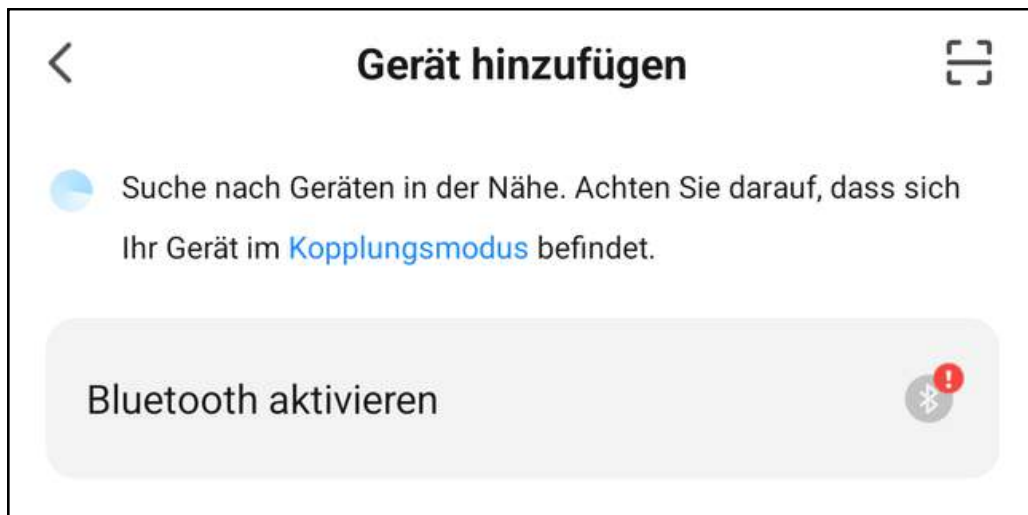 Gerät hinzufügen
Suche nach Geräten in der Nähe. Achten Sie darauf, dass sich
Ihr Gerät im Kopplungsmodus befindet.
Bluetooth aktivieren